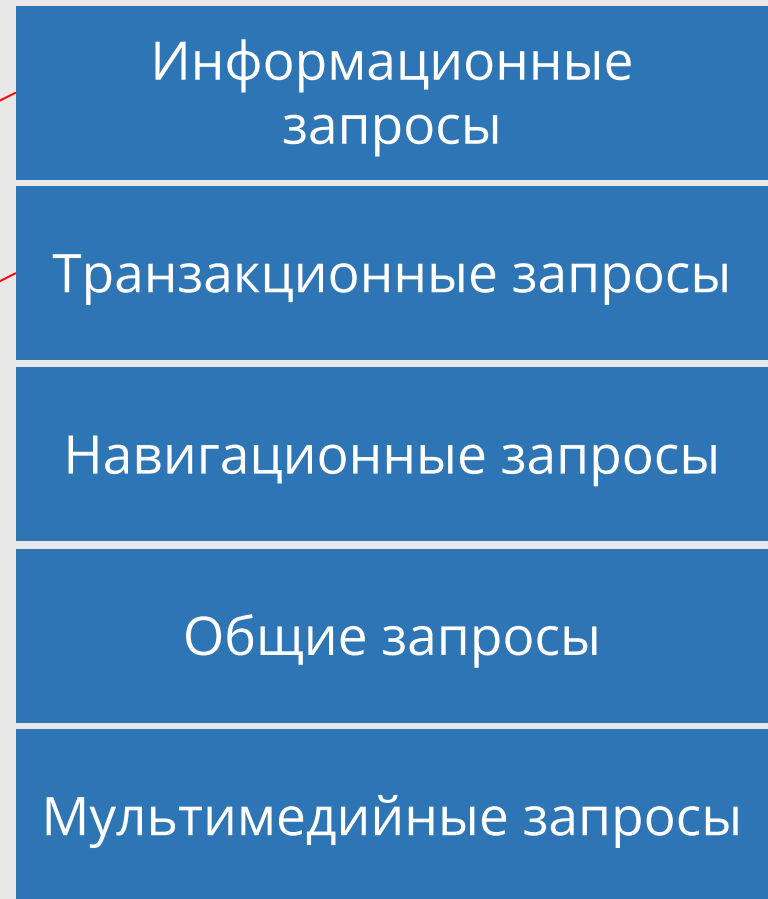 Информационные
запросы
Транзакционные запросы
Навигационные запросы
Общие запросы
Мультимедийные запросы